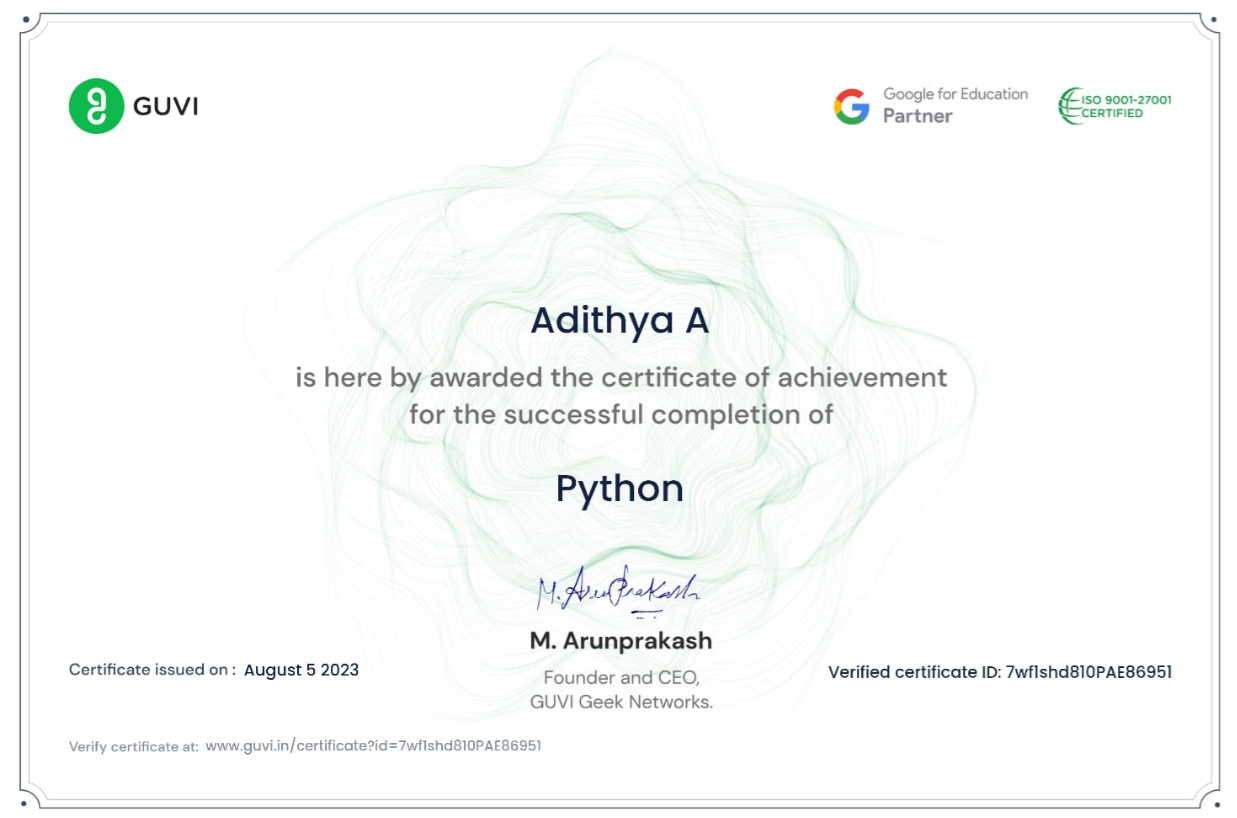 GUVI
Google for Education
Partner
ISO 9001-27001
CERTIFIED
Adithya A
is here by awarded the certificate of achievement
for the successful completion of
Python
M. ArunPrakash
M. Arunprakash
Founder and CEO,
GUVI Geek Networks.
Certificate issued on : August 5 2023
Verified certificate ID: 7wf1shd810PAE86951
Verify certificate at: www.guvi.in/certificate?id=7wf1shd810PAE86951